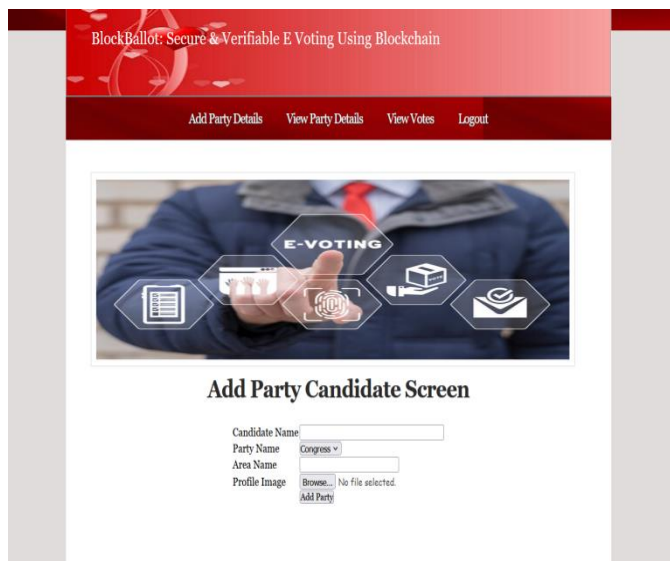 BlockBallot: Secure & Verifiable E Voting Using Blockchain
Add Party Details View Party Details View Votes Logout
E-VOTING
Add Party Candidate Screen
Candidate Name
Party Name Congress
Area Name
Profile Image Browse... No file selected.
Add Party